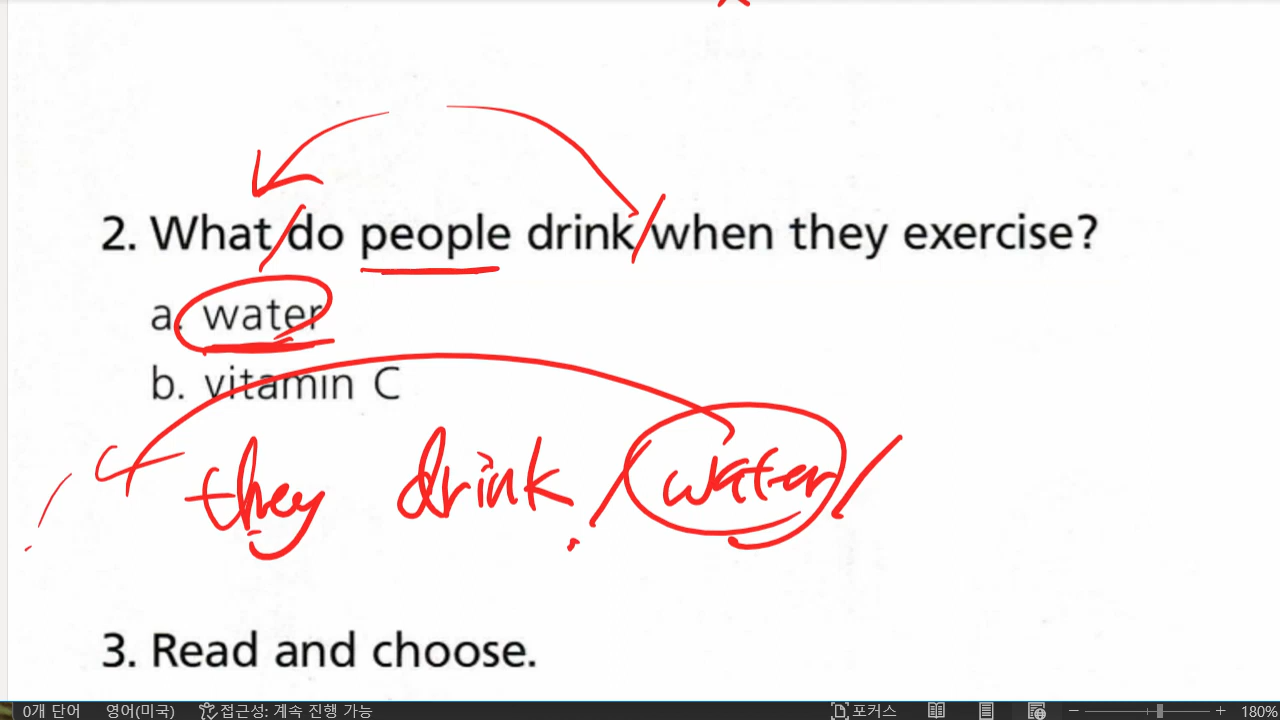 2. What do people drink when they exercise?
a. water
b. vitamin C
they drink water
3. Read and choose.
0개 단어 영어(미국) 접근성: 계속 진행 가능 포커스 180%